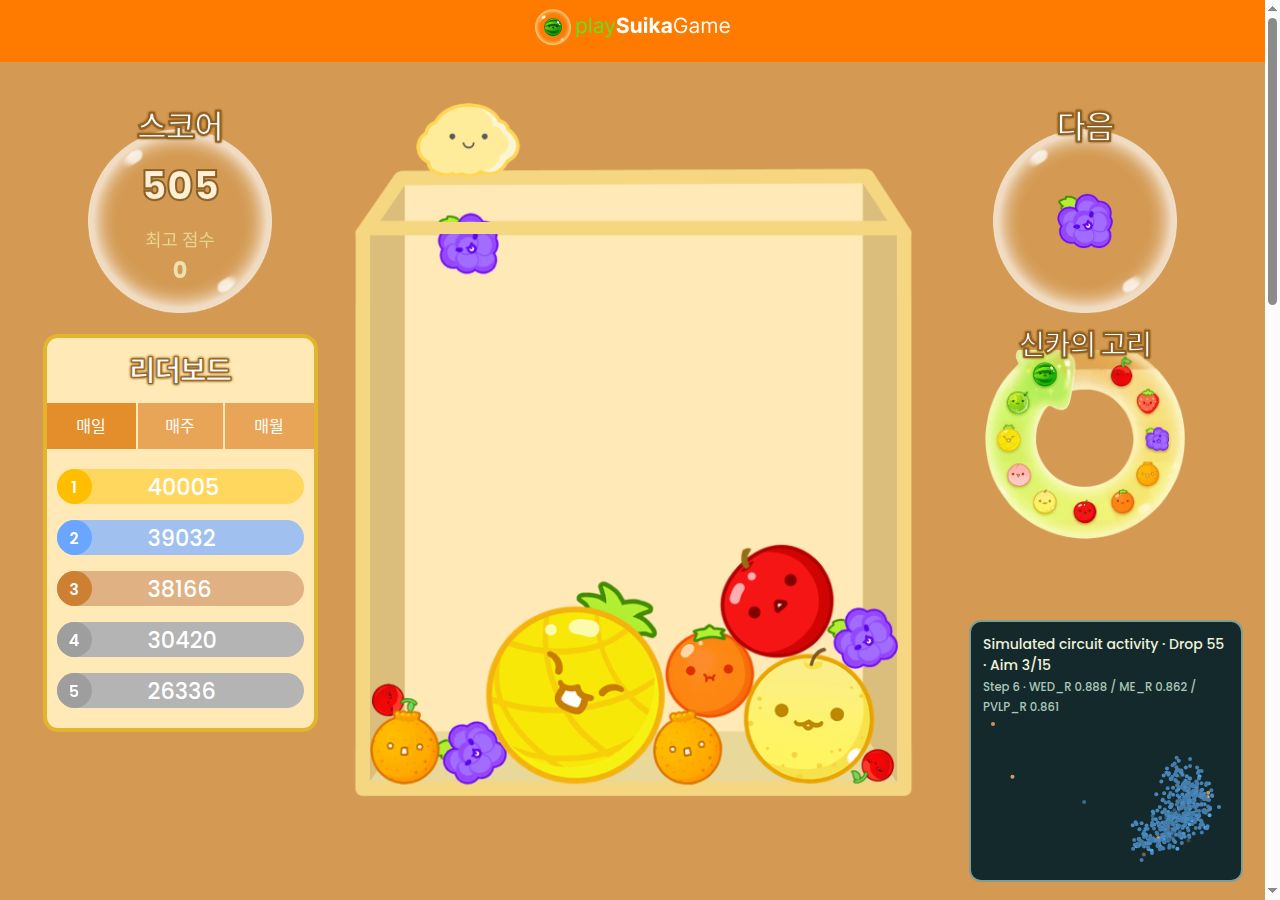 playSuikaGame
스코어
505
최고 점수
0
다음
리더보드
매일 매주 매월
1 40005
2 39032
3 38166
4 30420
5 26336
신카의 고리
Simulated circuit activity · Drop 55
· Aim 3/15
Step 6 · WED_R 0.888 / ME_R 0.862 /
PVLP_R 0.861